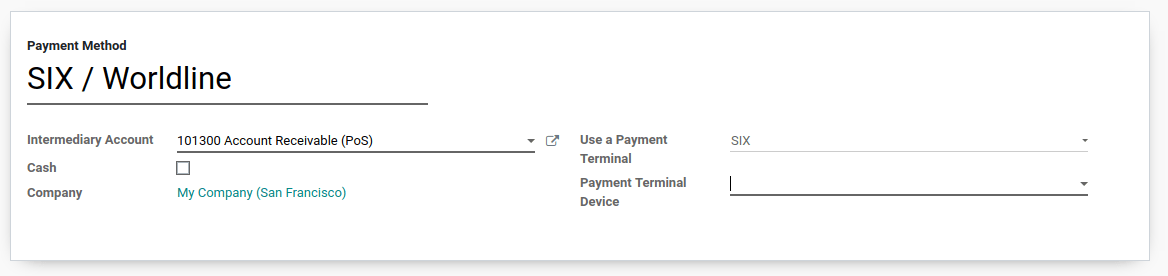 Payment Method
SIX / Worldline
Intermediary Account 101300 Account Receivable (PoS)
Cash
Company My Company (San Francisco)
Use a Payment Terminal SIX
Payment Terminal Device